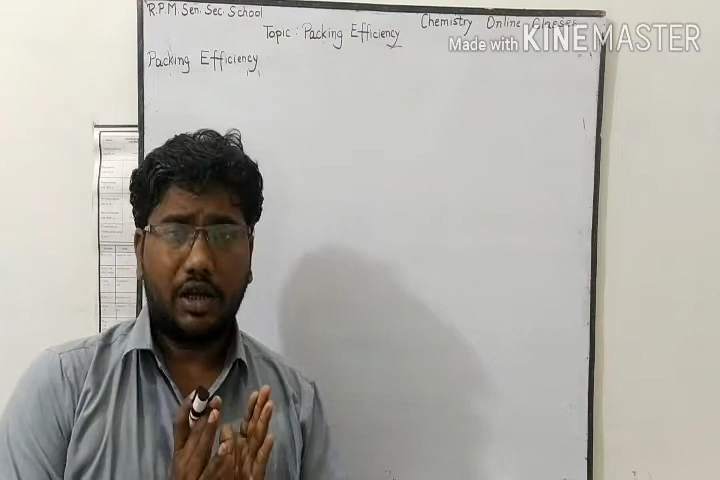 R.P.M. Sen. Sec. School
Chemistry Online Classes
Topic : Packing Efficiency
Made with KINEMASTER
Packing Efficiency